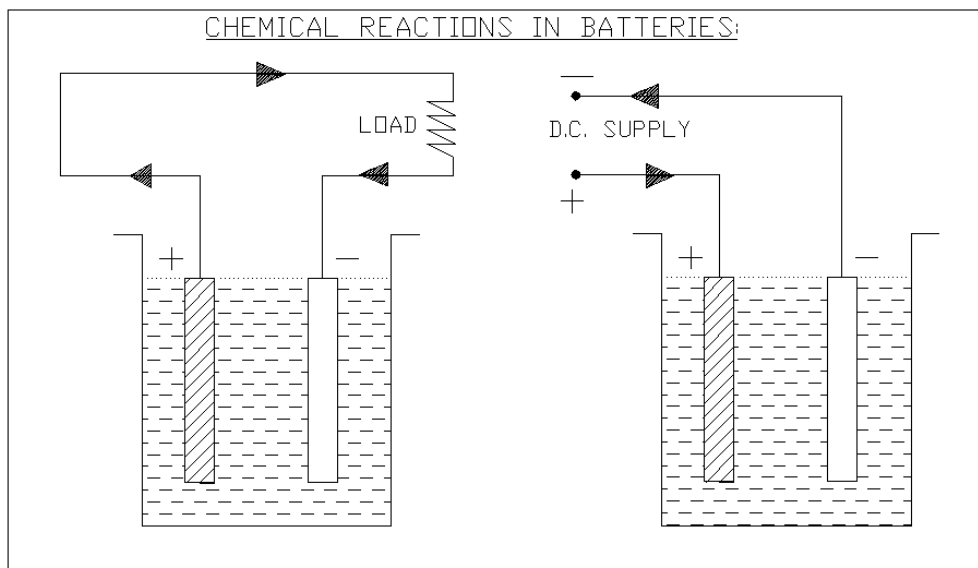 CHEMICAL REACTIONS IN BATTERIES:
LOAD
−
D.C. SUPPLY
+
+ −
+ −